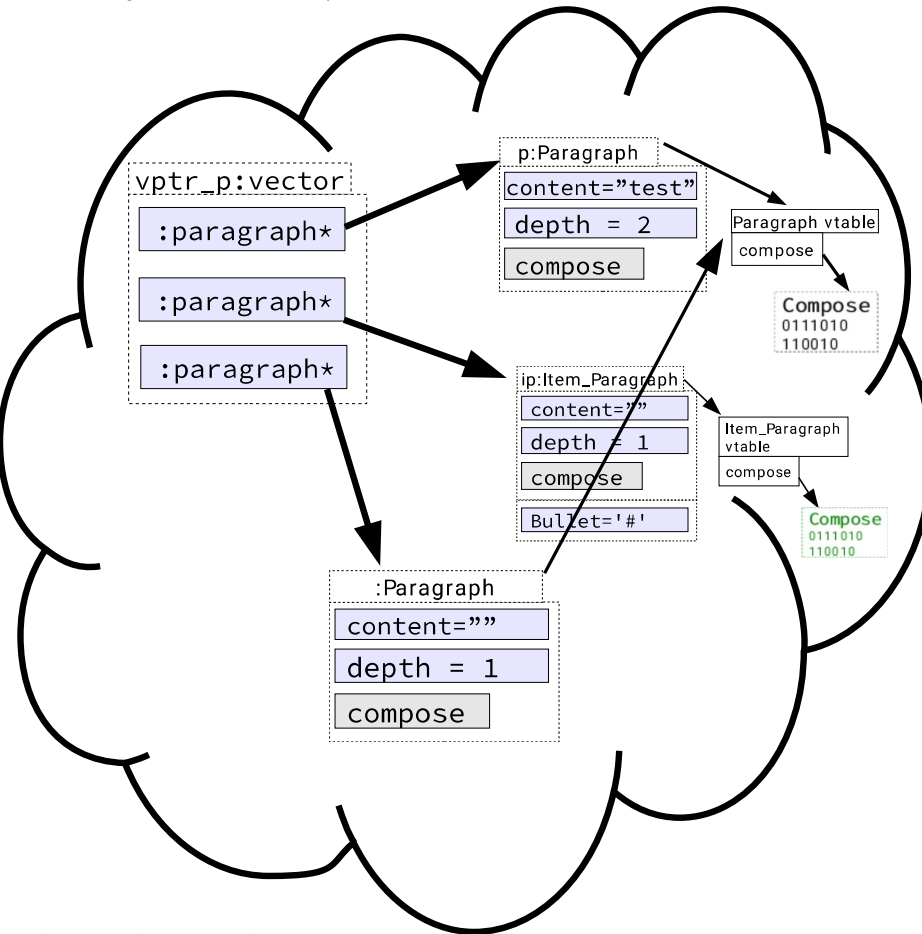 vptr_p:vector
:paragraph*
:paragraph*
:paragraph*
p:Paragraph
content=”test”
depth = 2
compose
Paragraph vtable
compose
Compose
0111010
110010
ip:Item_Paragraph
content=””
depth = 1
compose
Bullet='#'
Item_Paragraph
vtable
compose
Compose
0111010
110010
:Paragraph
content=””
depth = 1
compose